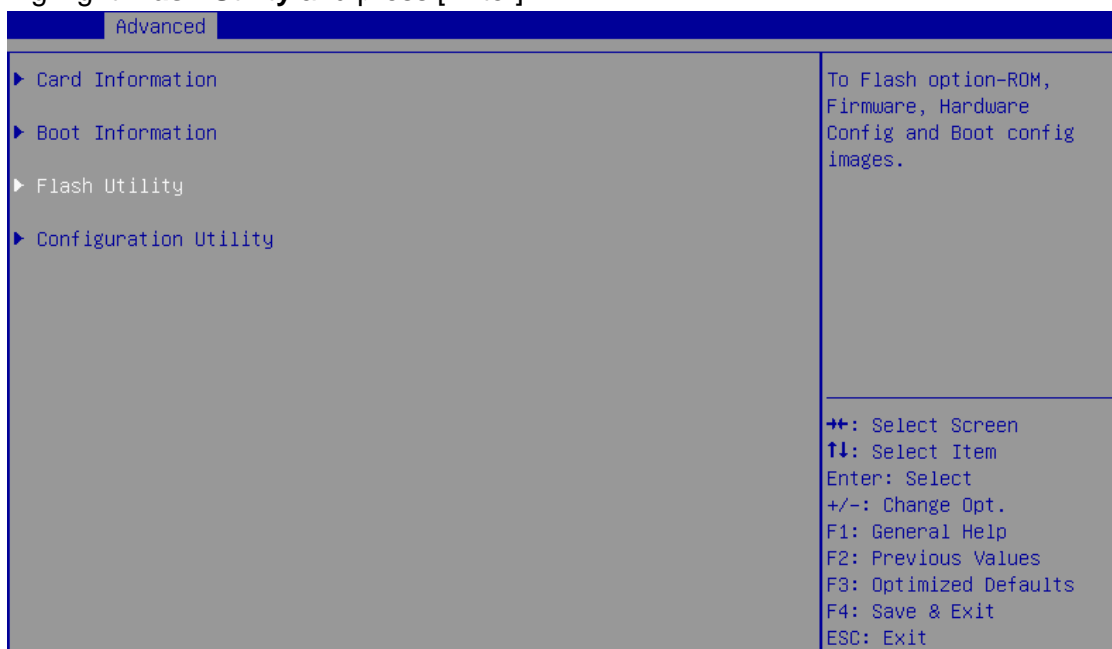 Advanced
Card Information
Boot Information
Flash Utility
Configuration Utility
To Flash option-ROM,
Firmware, Hardware
Config and Boot config
images.
→←: Select Screen
↑↓: Select Item
Enter: Select
+/-: Change Opt.
F1: General Help
F2: Previous Values
F3: Optimized Defaults
F4: Save & Exit
ESC: Exit